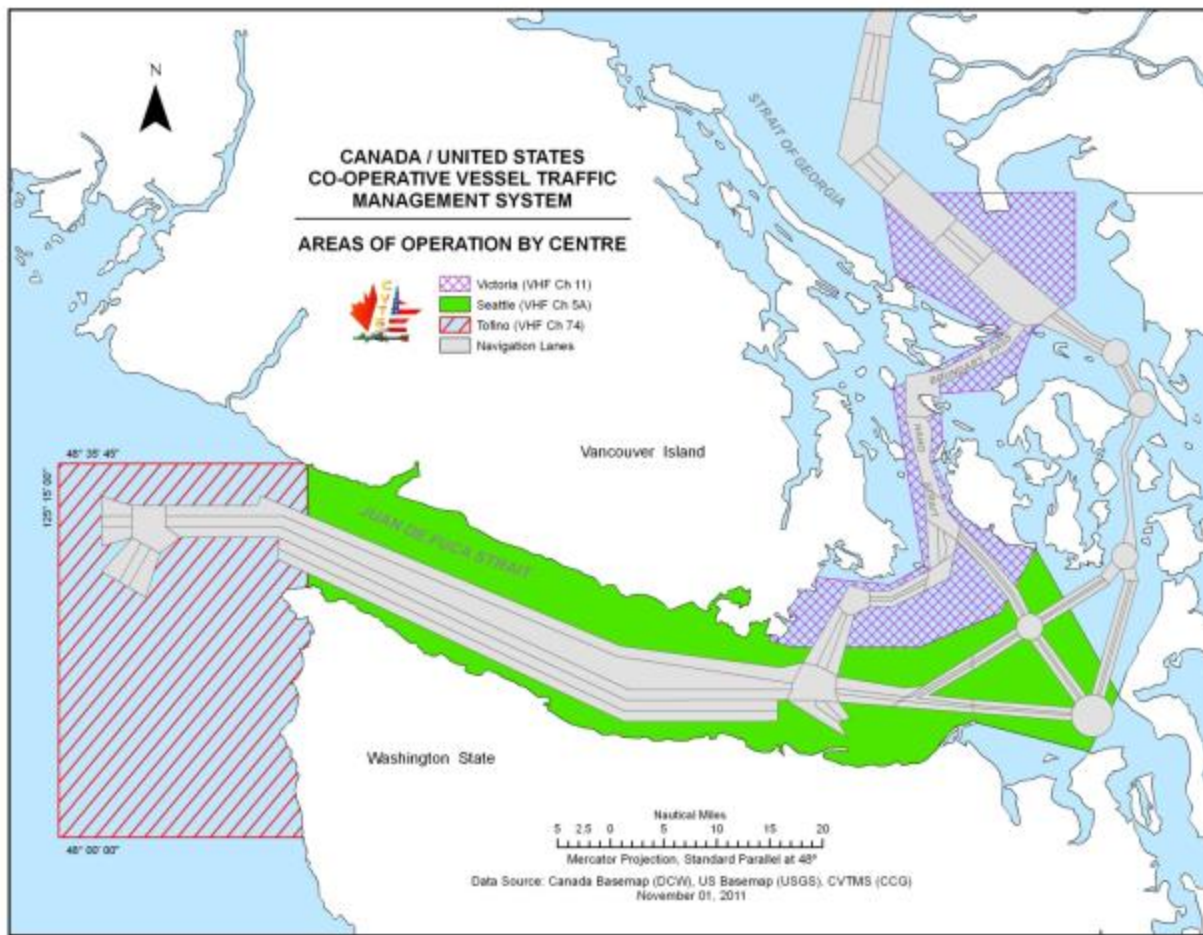 N
CANADA / UNITED STATES
CO-OPERATIVE VESSEL TRAFFIC
MANAGEMENT SYSTEM
AREAS OF OPERATION BY CENTRE
CVTS
Victoria (VHF Ch 11)
Seattle (VHF Ch 5A)
Tofino (VHF Ch 74)
Navigation Lanes
STRAIT OF GEORGIA
BOUNDARY PASS
HARO STRAIT
Vancouver Island
48° 35' 45"
125° 15' 00"
JUAN DE FUCA STRAIT
Washington State
48° 00' 00"
Nautical Miles
5 2.5 0 5 10 15 20
Mercator Projection, Standard Parallel at 48°
Data Source: Canada Basemap (DCW), US Basemap (USGS), CVTMS (CCG)
November 01, 2011